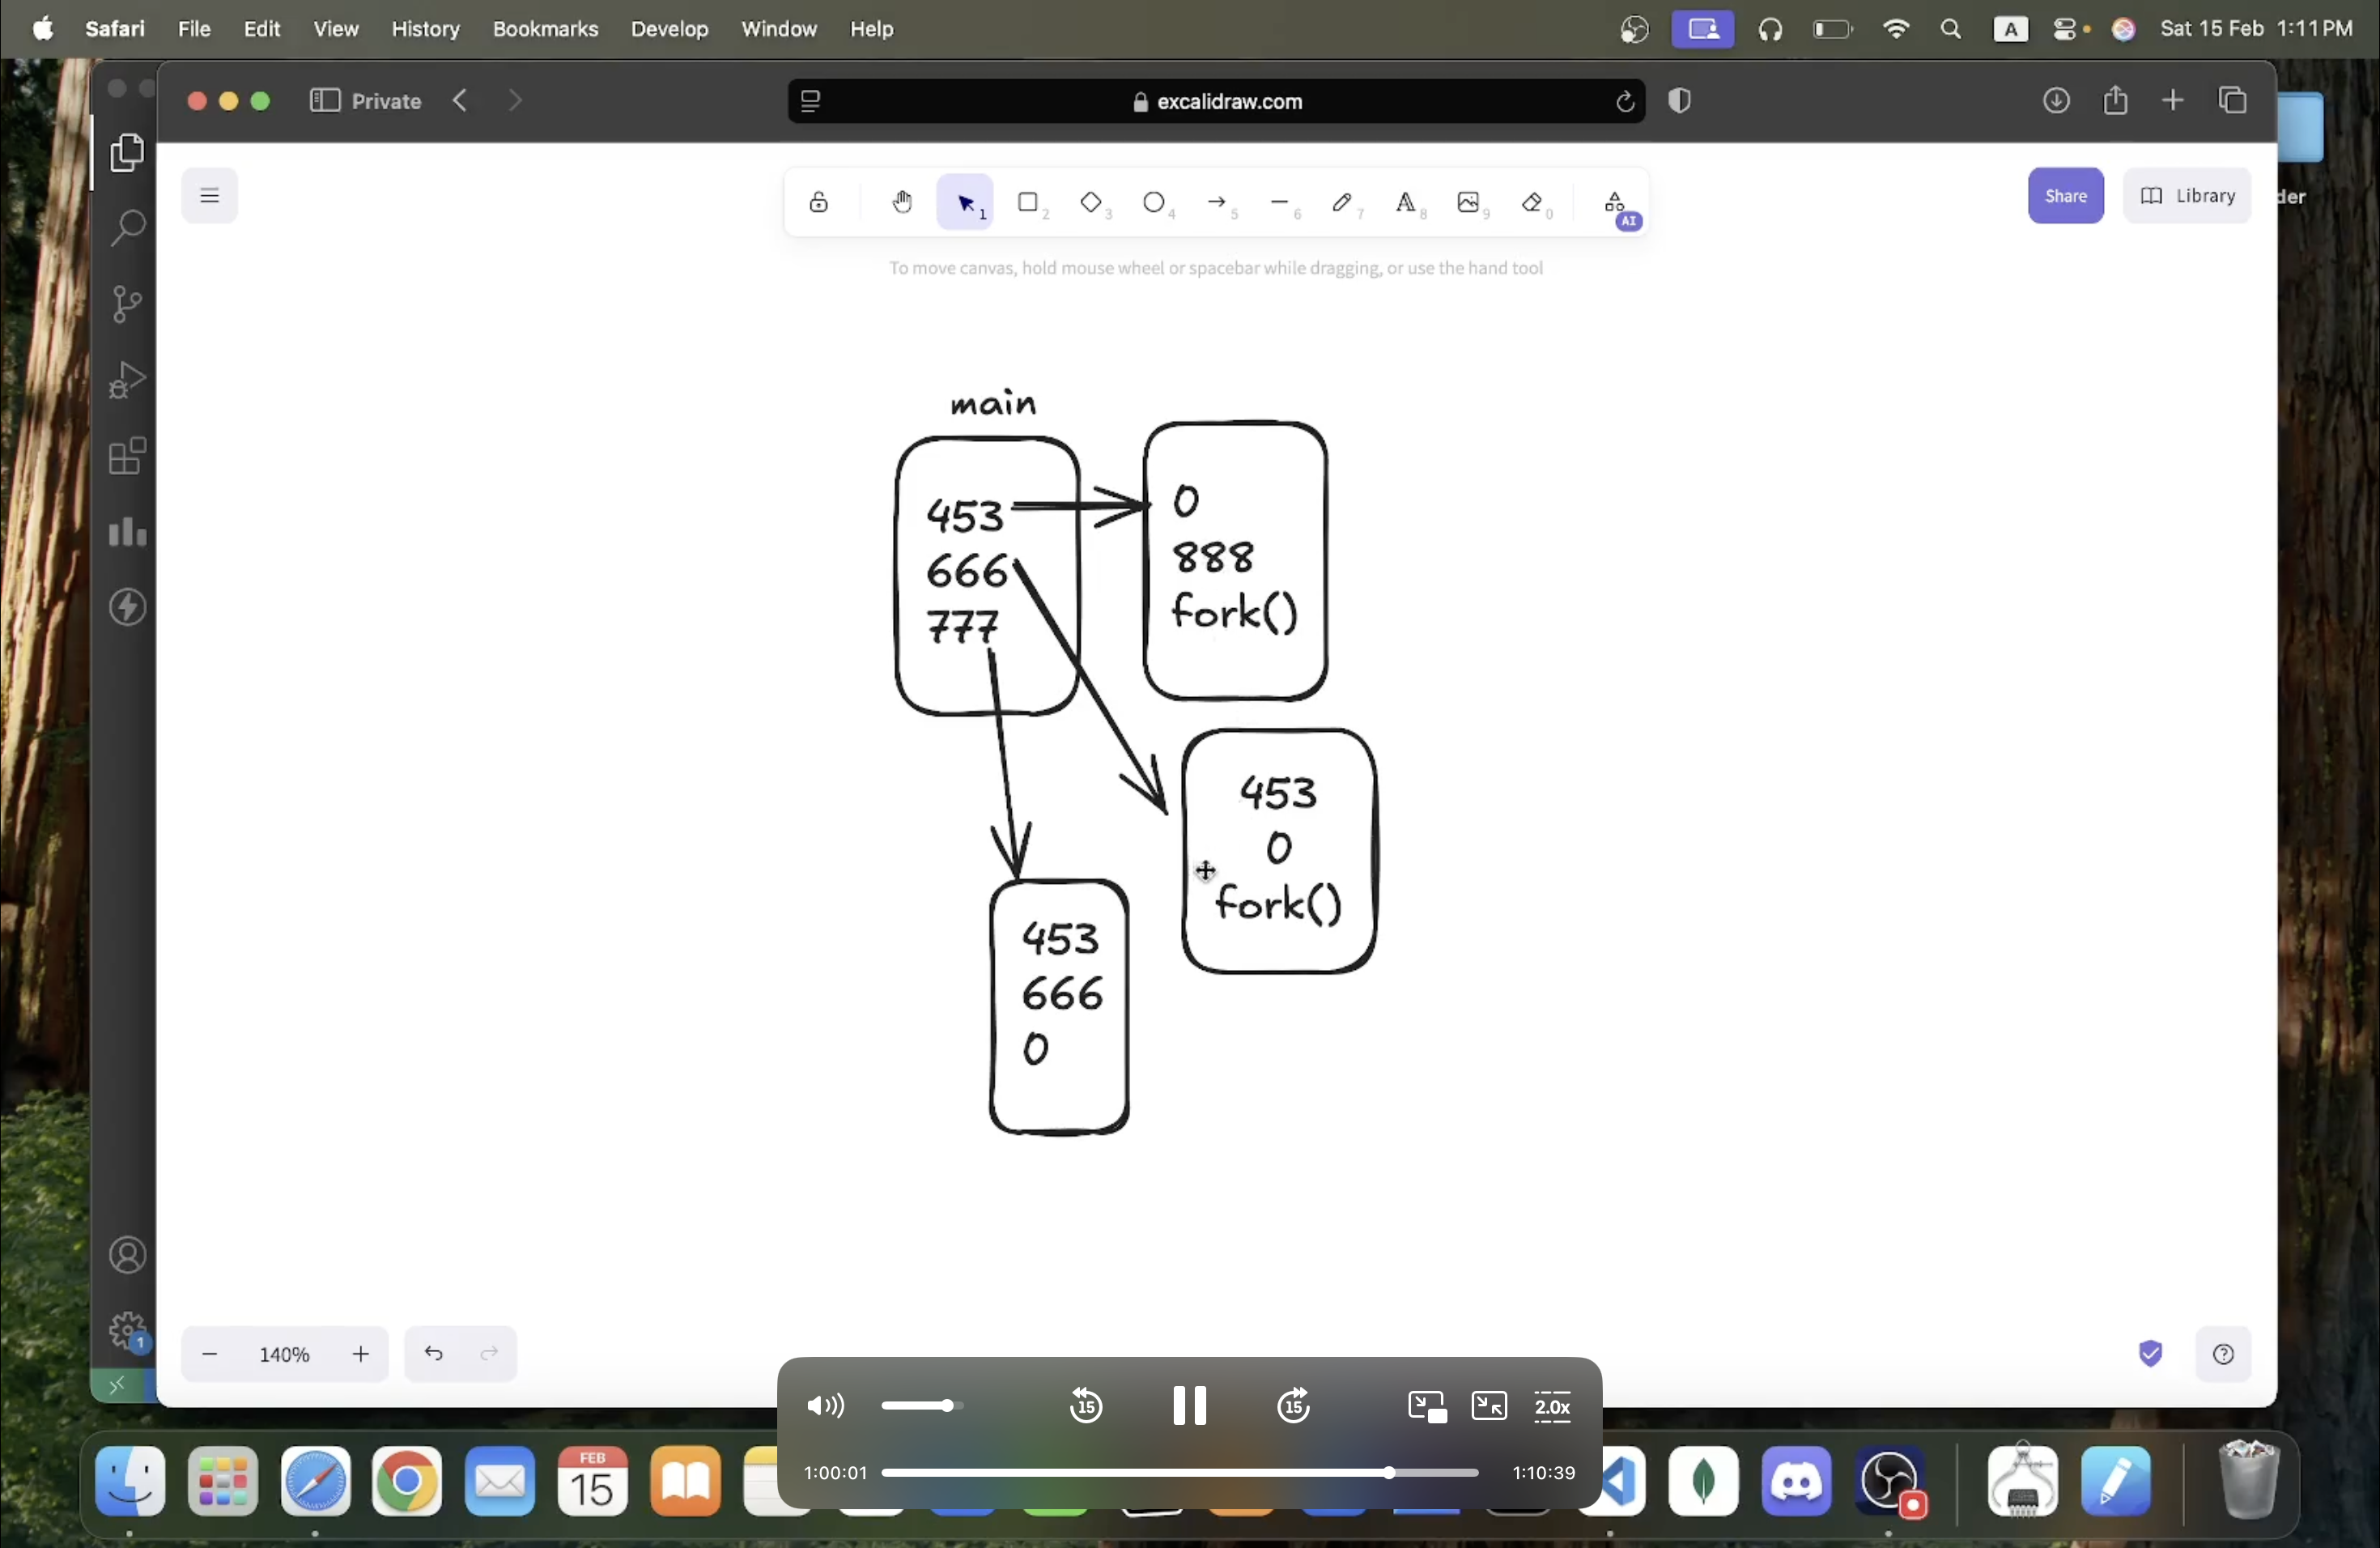 Safari File Edit View History Bookmarks Develop Window Help A Sat 15 Feb 1:11 PM
Private excalidraw.com
1 2 3 4 5 6 7 8 9 0 AI Share Library der
To move canvas, hold mouse wheel or spacebar while dragging, or use the hand tool
main
453
666
777
0
888
fork()
453
0
fork()
453
666
0
1
140%
15 15 2.0x
1:00:01 1:10:39
FEB
15